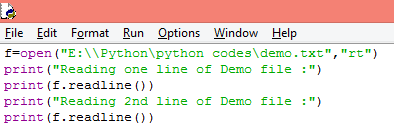 File Edit Format Run Options Window Help
f=open("E:\\Python\python codes\demo.txt","rt")
print("Reading one line of Demo file :")
print(f.readline())
print("Reading 2nd line of Demo file :")
print(f.readline())